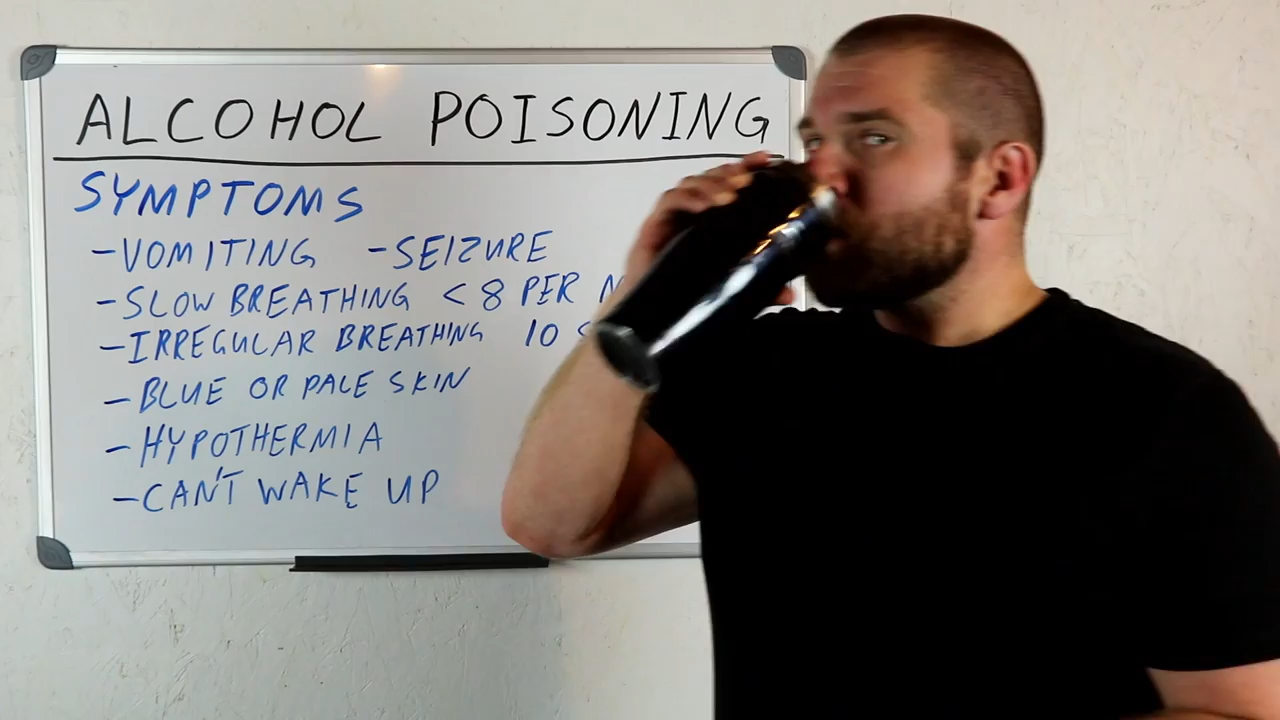 ALCOHOL POISONING
SYMPTOMS
-VOMITING -SEIZURE
-SLOW BREATHING < 8 PER
-IRREGULAR BREATHING 10
-BLUE OR PALE SKIN
-HYPOTHERMIA
-CAN'T WAKE UP